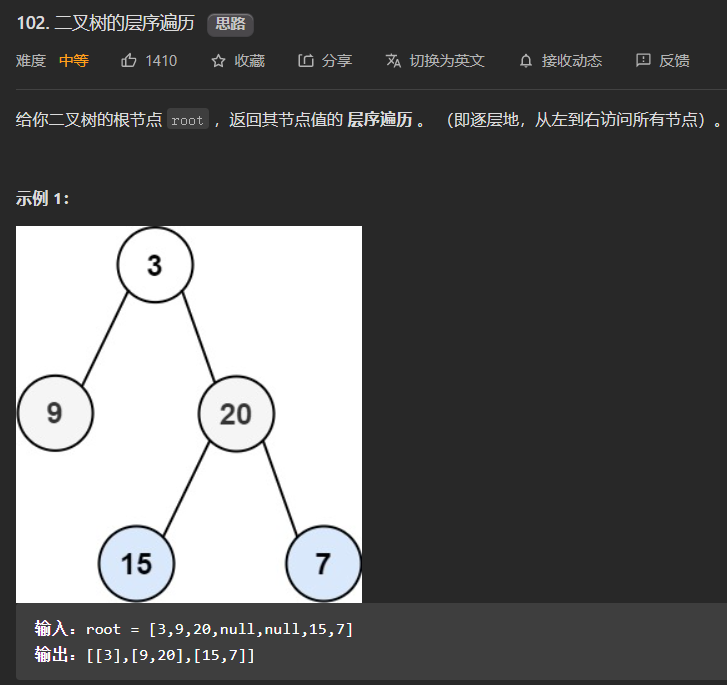 102. 二叉树的层序遍历 思路
难度 中等 1410 收藏 分享 切换为英文 接收动态 反馈
给你二叉树的根节点 root ，返回其节点值的 层序遍历 。 （即逐层地，从左到右访问所有节点）。
示例 1：
3
9 20
15 7
输入：root = [3,9,20,null,null,15,7]
输出：[[3],[9,20],[15,7]]